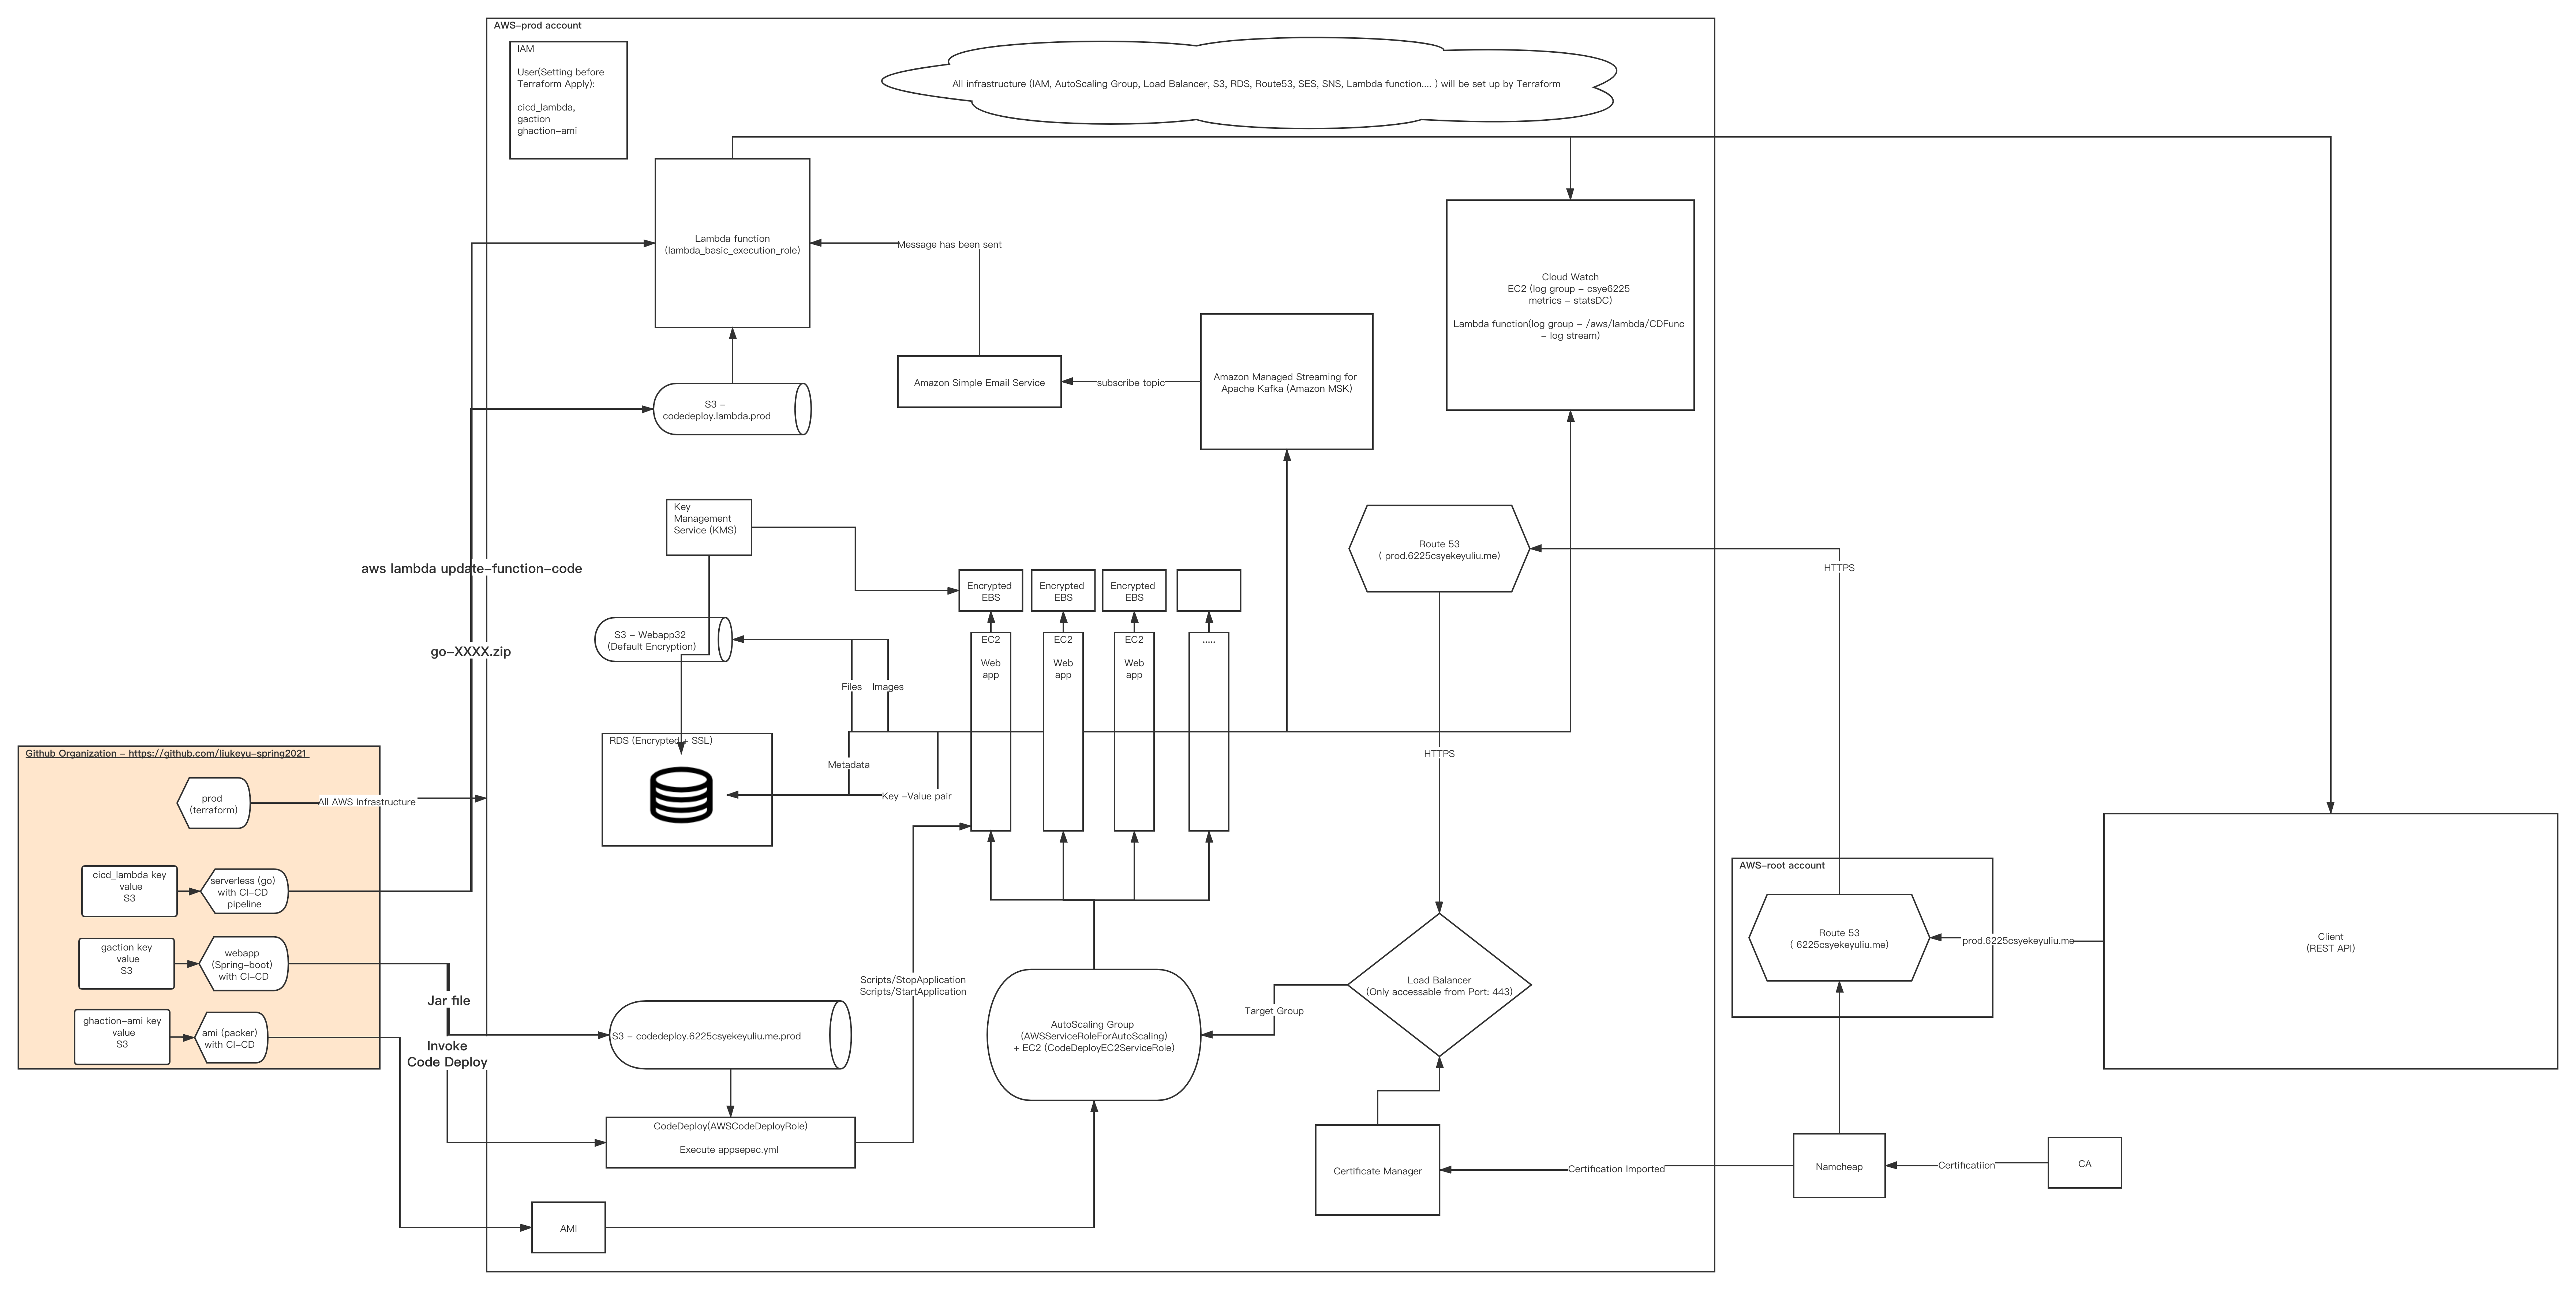 AWS-prod account
IAM
User(Setting before
Terraform Apply):
cicd_lambda,
gaction
ghaction-ami
All infrastructure (IAM, AutoScaling Group, Load Balancer, S3, RDS, Route53, SES, SNS, Lambda function.... ) will be set up by Terraform
Lambda function
(lambda_basic_execution_role)
Message has been sent
Cloud Watch
EC2 (log group - csye6225
metrics - statsDC)
Lambda function(log group - /aws/lambda/CDFunc
- log stream)
Amazon Simple Email Service
subscribe topic
Amazon Managed Streaming for
Apache Kafka (Amazon MSK)
S3 -
codedeploy.lambda.prod
Key
Management
Service (KMS)
Route 53
( prod.6225csyekeyuliu.me)
HTTPS
aws lambda update-function-code
Encrypted
EBS
Encrypted
EBS
Encrypted
EBS
S3 - Webapp32
(Default Encryption)
EC2
Web
app
EC2
Web
app
EC2
Web
app
.....
go-XXXX.zip
Files
Images
RDS (Encrypted + SSL)
Metadata
Key -Value pair
HTTPS
Github Organization - https://github.com/liukeyu-spring2021
prod
(terraform)
All AWS Infrastructure
cicd_lambda key
value
S3
serverless (go)
with CI-CD
pipeline
gaction key
value
S3
webapp
(Spring-boot)
with CI-CD
ghaction-ami key
value
S3
ami (packer)
with CI-CD
Jar file
Invoke
Code Deploy
Scripts/StopApplication
Scripts/StartApplication
S3 - codedeploy.6225csyekeyuliu.me.prod
CodeDeploy(AWSCodeDeployRole)
Execute appsepec.yml
AMI
AutoScaling Group
(AWSServiceRoleForAutoScaling)
+ EC2 (CodeDeployEC2ServiceRole)
Target Group
Load Balancer
(Only accessable from Port: 443)
Certificate Manager
Certification Imported
AWS-root account
Route 53
( 6225csyekeyuliu.me)
prod.6225csyekeyuliu.me
Client
(REST API)
Namcheap
Certificatiion
CA